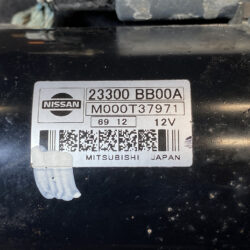 NISSAN
23300 BB00A
M000T37971
69 12 12V
MITSUBISHI JAPAN